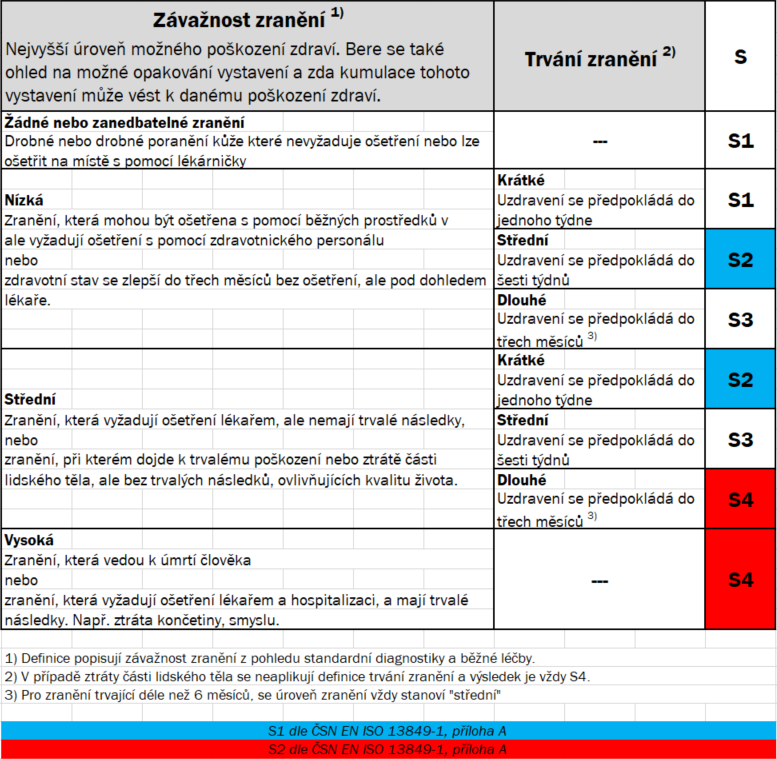 Závažnost zranění 1)
Nejvyšší úroveň možného poškození zdraví. Bere se také
ohled na možné opakování vystavení a zda kumulace tohoto
vystavení může vést k danému poškození zdraví.
Trvání zranění 2)
S
Žádné nebo zanedbatelné zranění
Drobné nebo drobné poranění kůže které nevyžaduje ošetření nebo lze
ošetřit na místě s pomocí lékárničky
---
S1
Nízká
Zranění, která mohou být ošetřena s pomocí běžných prostředků v
ale vyžadují ošetření s pomocí zdravotnického personálu
nebo
zdravotní stav se zlepší do třech měsíců bez ošetření, ale pod dohledem
lékaře.
Krátké
Uzdravení se předpokládá do
jednoho týdne
S1
Střední
Uzdravení se předpokládá do
šesti týdnů
S2
Dlouhé
Uzdravení se předpokládá do
třech měsíců 3)
S3
Střední
Zranění, která vyžadují ošetření lékařem, ale nemají trvalé následky,
nebo
zranění, při kterém dojde k trvalému poškození nebo ztrátě části
lidského těla, ale bez trvalých následků, ovlivňujících kvalitu života.
Krátké
Uzdravení se předpokládá do
jednoho týdne
S2
Střední
Uzdravení se předpokládá do
šesti týdnů
S3
Dlouhé
Uzdravení se předpokládá do
třech měsíců 3)
S4
Vysoká
Zranění, která vedou k úmrtí člověka
nebo
zranění, která vyžadují ošetření lékařem a hospitalizaci, a mají trvalé
následky. Např. ztráta končetiny, smyslu.
---
S4
1) Definice popisují závažnost zranění z pohledu standardní diagnostiky a běžné léčby.
2) V případě ztráty části lidského těla se neaplikují definice trvání zranění a výsledek je vždy S4.
3) Pro zranění trvající déle než 6 měsíců, se úroveň zranění vždy stanoví "střední"
S1 dle ČSN EN ISO 13849-1, příloha A
S2 dle ČSN EN ISO 13849-1, příloha A